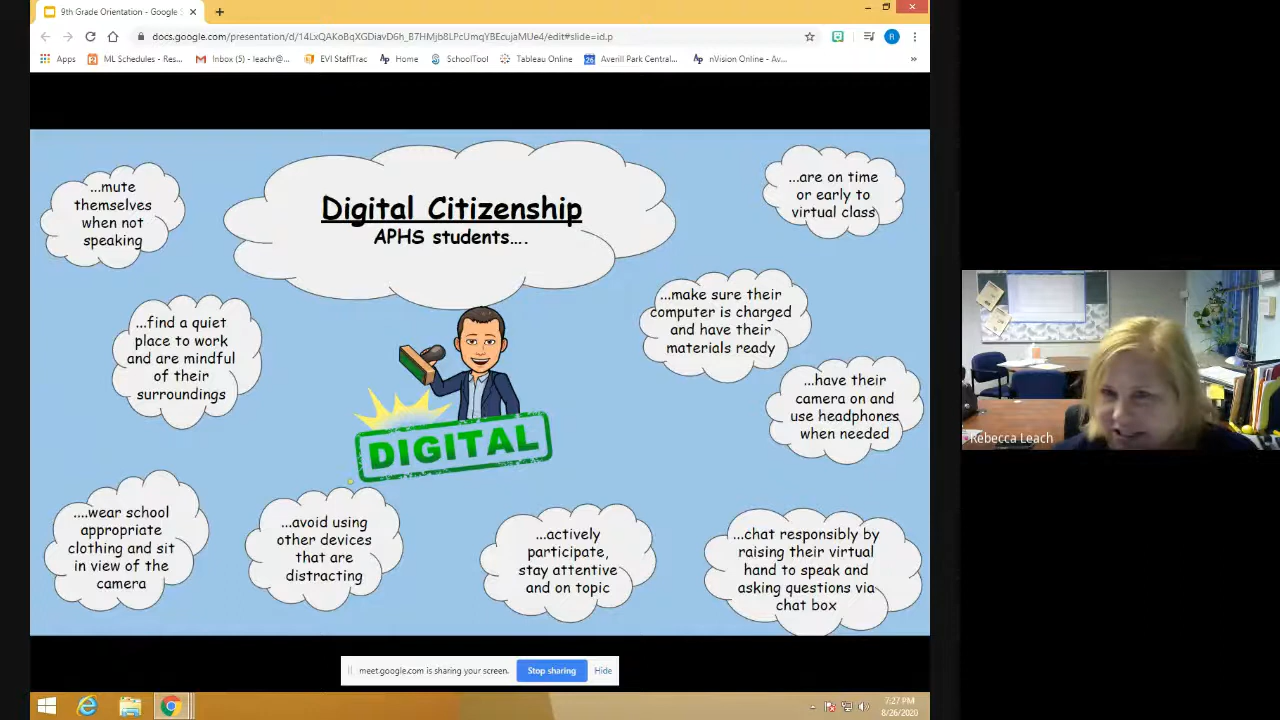 9th Grade Orientation - Google S
docs.google.com/presentation/d/14LxQAKoBqXGDiavD6h_B7HMjb8LPcUmqYBEcujaMUe4/edit#slide=id.p
R
Apps
ML Schedules - Res...
Inbox (5) - leachr@...
EVI StaffTrac
Home
SchoolTool
Tableau Online
26
Averill Park Central...
nVision Online - Av...
»
Digital Citizenship
APHS students....
...mute
themselves
when not
speaking
...are on time
or early to
virtual class
...find a quiet
place to work
and are mindful
of their
surroundings
...make sure their
computer is charged
and have their
materials ready
...have their
camera on and
use headphones
when needed
DIGITAL
....wear school
appropriate
clothing and sit
in view of the
camera
...avoid using
other devices
that are
distracting
...actively
participate,
stay attentive
and on topic
...chat responsibly by
raising their virtual
hand to speak and
asking questions via
chat box
Rebecca Leach
meet.google.com is sharing your screen.
Stop sharing
Hide
7:27 PM
8/26/2020